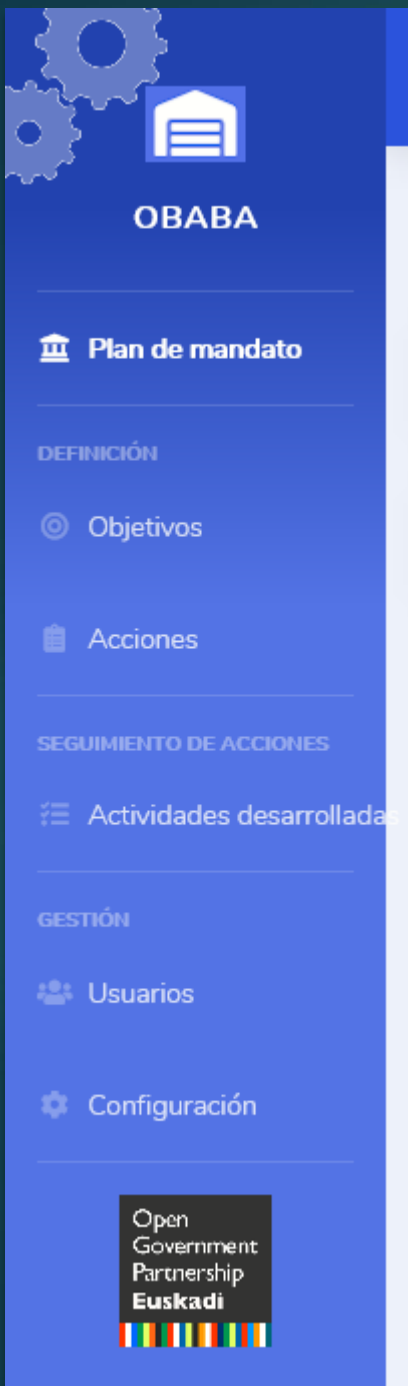 OBABA
Plan de mandato
DEFINICIÓN
Objetivos
Acciones
SEGUIMIENTO DE ACCIONES
Actividades desarrolladas
GESTIÓN
Usuarios
Configuración
Open
Government
Partnership
Euskadi